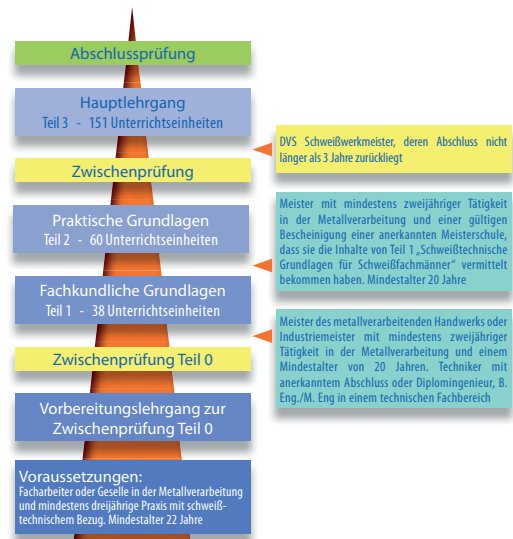 Abschlussprüfung
Hauptlehrgang
Teil 3 - 151 Unterrichtseinheiten
DVS Schweißwerkmeister, deren Abschluss nicht
länger als 3 Jahre zurückliegt
Zwischenprüfung
Praktische Grundlagen
Teil 2 - 60 Unterrichtseinheiten
Meister mit mindestens zweijähriger Tätigkeit
in der Metallverarbeitung und einer gültigen
Bescheinigung einer anerkannten Meisterschule,
dass sie die Inhalte von Teil 1 „Schweißtechnische
Grundlagen für Schweißfachmänner“ vermittelt
bekommen haben. Mindestalter 20 Jahre
Fachkundliche Grundlagen
Teil 1 - 38 Unterrichtseinheiten
Meister des metallverarbeitenden Handwerks oder
Industriemeister mit mindestens zweijähriger
Tätigkeit in der Metallverarbeitung und einem
Mindestalter von 20 Jahren. Techniker mit
anerkanntem Abschluss oder Diplomingenieur, B.
Eng./M. Eng in einem technischen Fachbereich
Zwischenprüfung Teil 0
Vorbereitungslehrgang zur
Zwischenprüfung Teil 0
Voraussetzungen:
Facharbeiter oder Geselle in der Metallverarbeitung
und mindestens dreijährige Praxis mit schweiß-
technischem Bezug. Mindestalter 22 Jahre